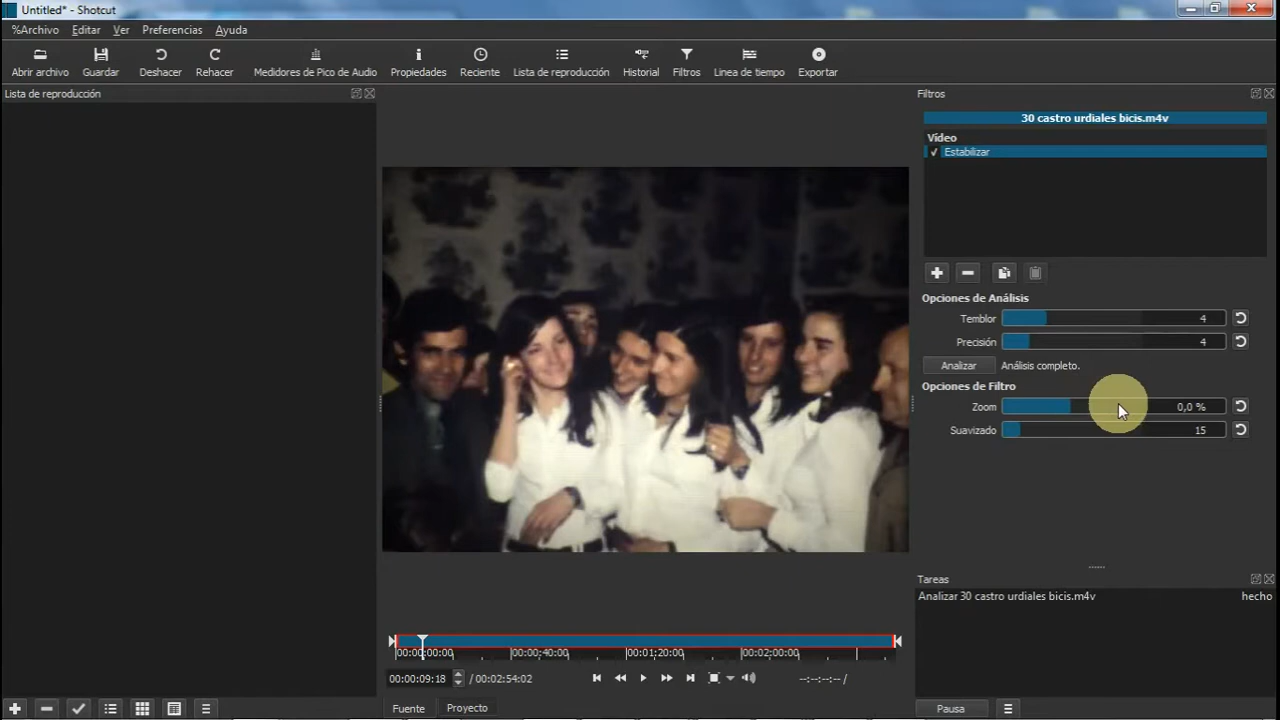 Untitled* - Shotcut
%Archivo Editar Ver Preferencias Ayuda
Abrir archivo Guardar Deshacer Rehacer Medidores de Pico de Audio Propiedades Reciente Lista de reproducción Historial Filtros Linea de tiempo Exportar
Lista de reproducción
Filtros
30 castro urdiales bicis.m4v
Vídeo
Estabilizar
Opciones de Análisis
Temblor 4
Precisión 4
Analizar Análisis completo.
Opciones de Filtro
Zoom 0,0 %
Suavizado 15
Tareas
Analizar 30 castro urdiales bicis.m4v hecho
00:00:00:00 00:00:40:00 00:01:20:00 00:02:00:00
00:00:09:18 / 00:02:54:02 --:--:--:-- /
Fuente Proyecto
Pausa